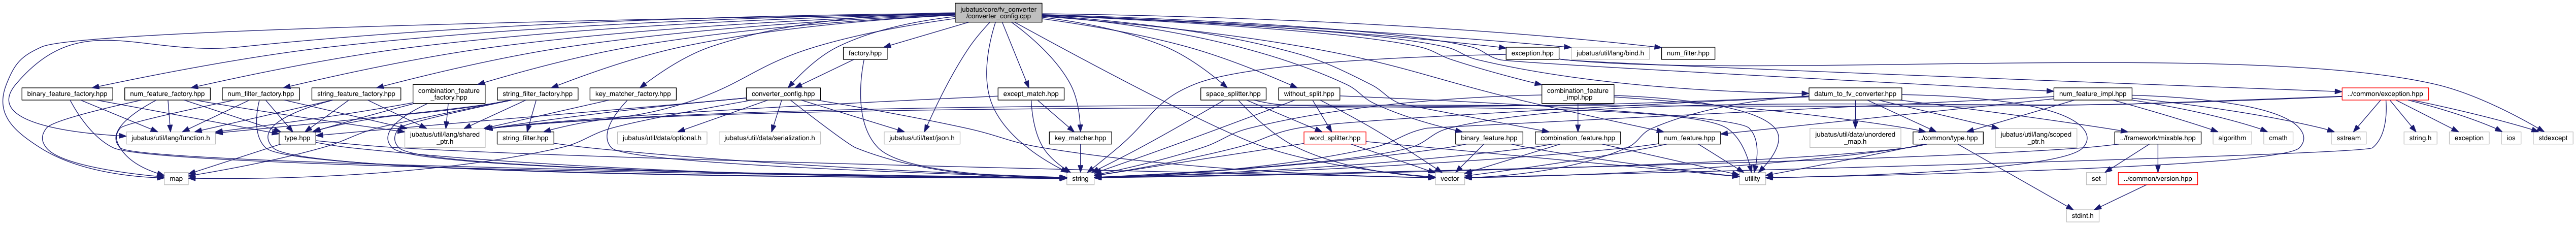 jubatus/core/fv_converter
/converter_config.cpp
factory.hpp
exception.hpp
jubatus/util/lang/bind.h
num_filter.hpp
binary_feature_factory.hpp
num_feature_factory.hpp
num_filter_factory.hpp
string_feature_factory.hpp
combination_feature
_factory.hpp
string_filter_factory.hpp
key_matcher_factory.hpp
converter_config.hpp
except_match.hpp
space_splitter.hpp
without_split.hpp
combination_feature
_impl.hpp
datum_to_fv_converter.hpp
num_feature_impl.hpp
../common/exception.hpp
jubatus/util/lang/function.h
type.hpp
jubatus/util/lang/shared
_ptr.h
string_filter.hpp
jubatus/util/data/optional.h
jubatus/util/data/serialization.h
jubatus/util/text/json.h
key_matcher.hpp
word_splitter.hpp
binary_feature.hpp
combination_feature.hpp
num_feature.hpp
jubatus/util/data/unordered
_map.h
../common/type.hpp
jubatus/util/lang/scoped
_ptr.h
../framework/mixable.hpp
algorithm
cmath
sstream
string.h
exception
ios
stdexcept
map
string
vector
utility
set
../common/version.hpp
stdint.h